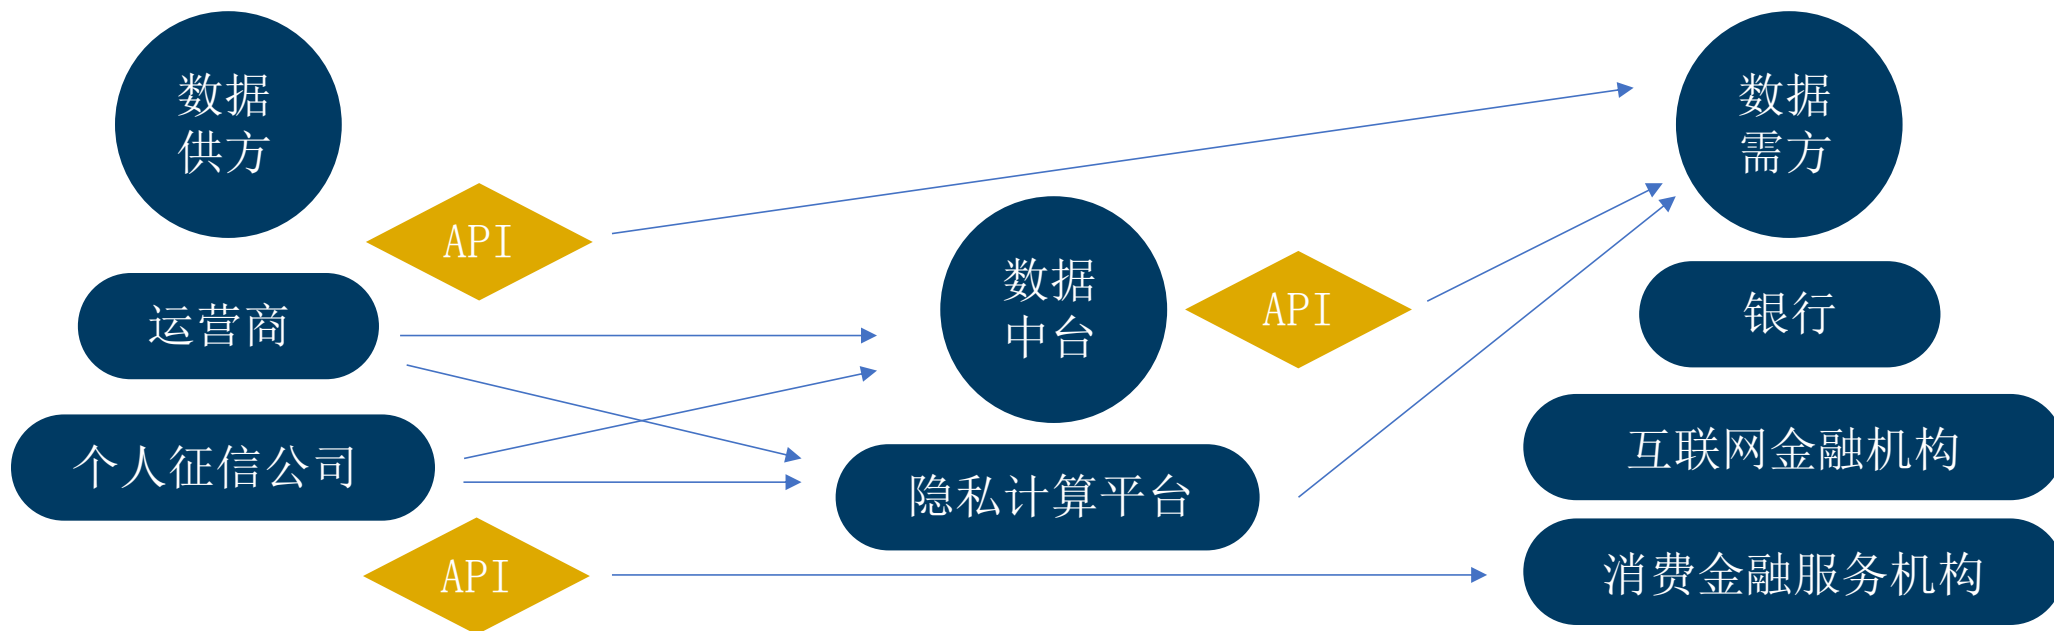 数据
供方
API
运营商
个人征信公司
API
数据
中台
API
隐私计算平台
数据
需方
银行
互联网金融机构
消费金融服务机构